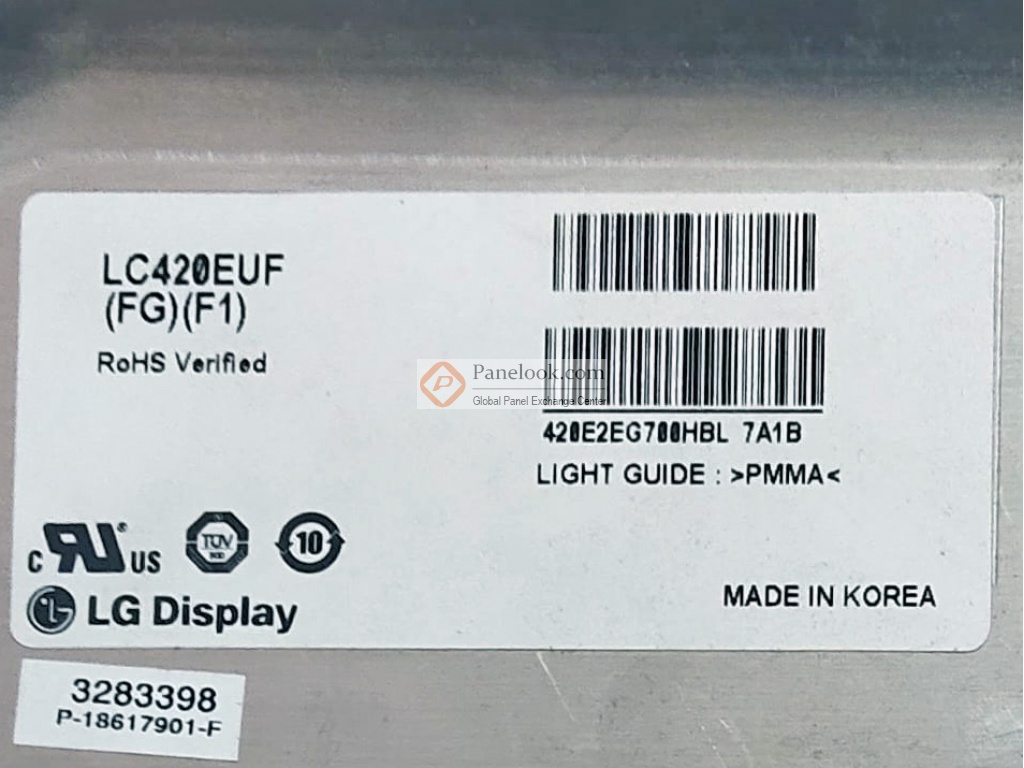 LC420EUF
(FG)(F1)
RoHS Verified
Panelook.com
Global Panel Exchange Center
420E2EG700HBL 7A1B
LIGHT GUIDE : >PMMA<
C RU® US
TÜV
10
LG Display
MADE IN KOREA
3283398
P-18617901-F